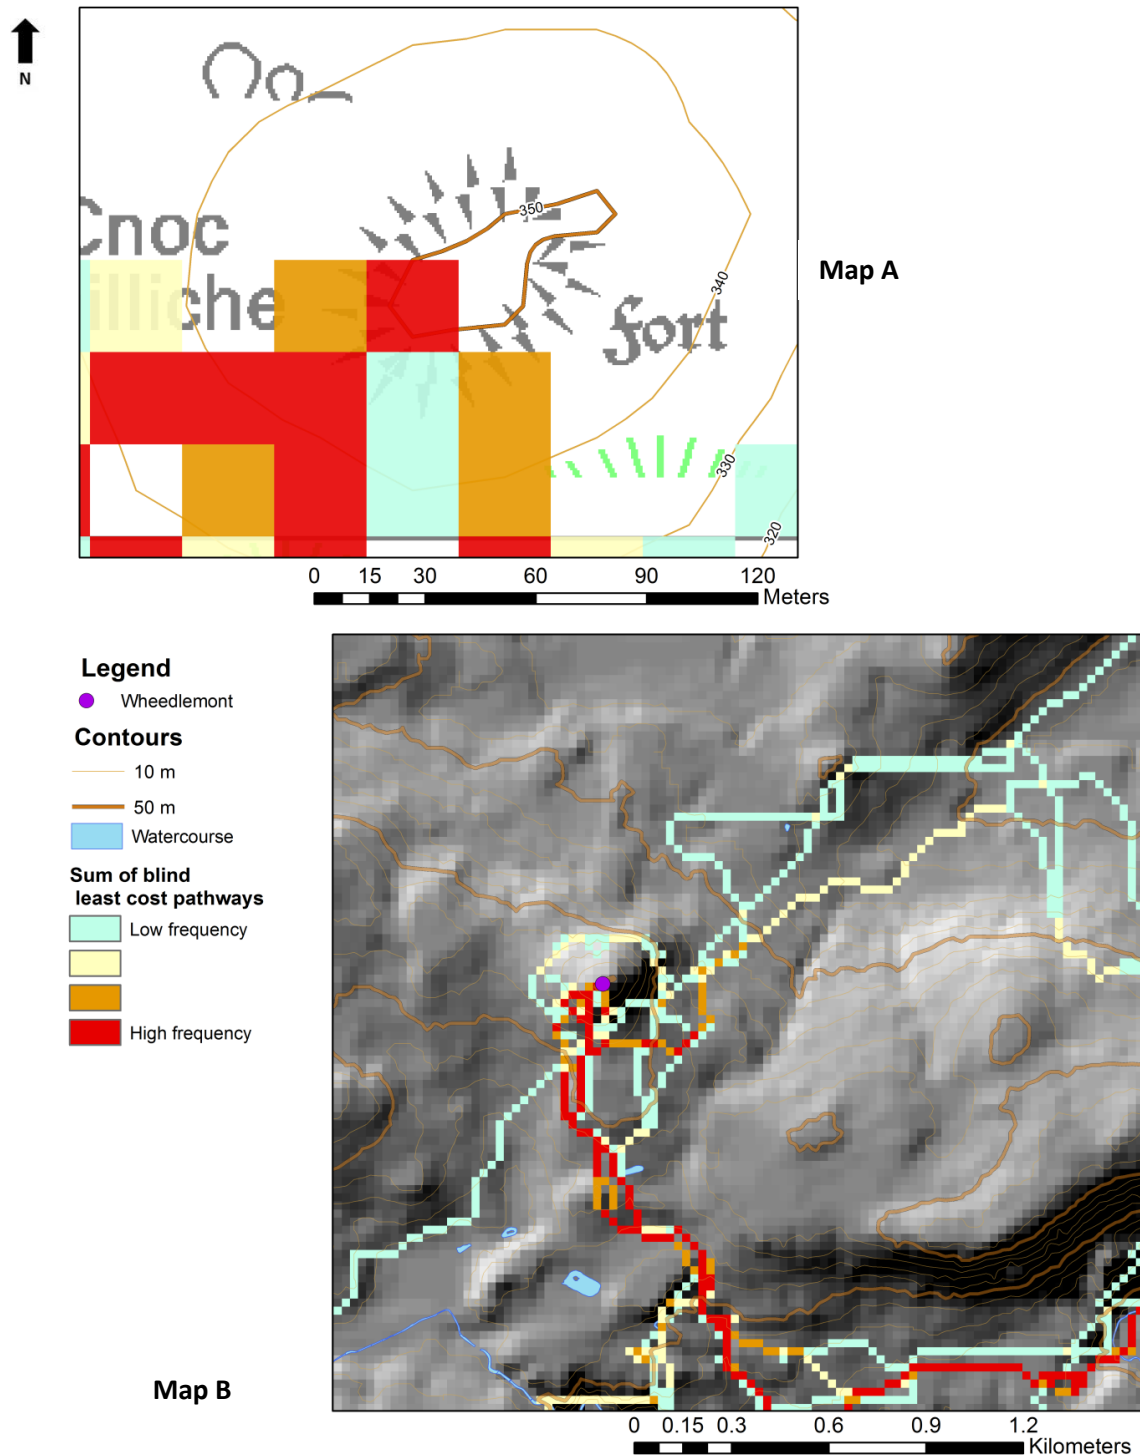 N
Cnoc
illiche
fort
350
340
330
320
Map A
0 15 30 60 90 120
Meters
Legend
Wheedlemont
Contours
10 m
50 m
Watercourse
Sum of blind
least cost pathways
Low frequency
High frequency
Map B
0 0.15 0.3 0.6 0.9 1.2
Kilometers